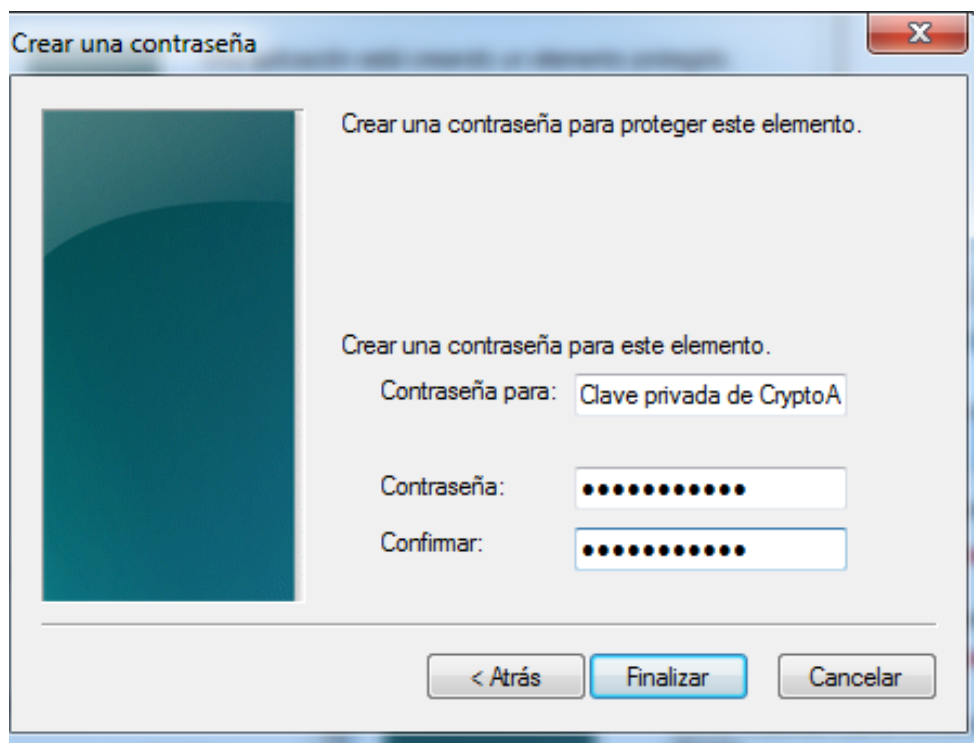 Crear una contraseña
Crear una contraseña para proteger este elemento.
Crear una contraseña para este elemento.
Contraseña para: Clave privada de CryptoA
Contraseña: ●●●●●●●●●●●
Confirmar: ●●●●●●●●●●●
< Atrás Finalizar Cancelar